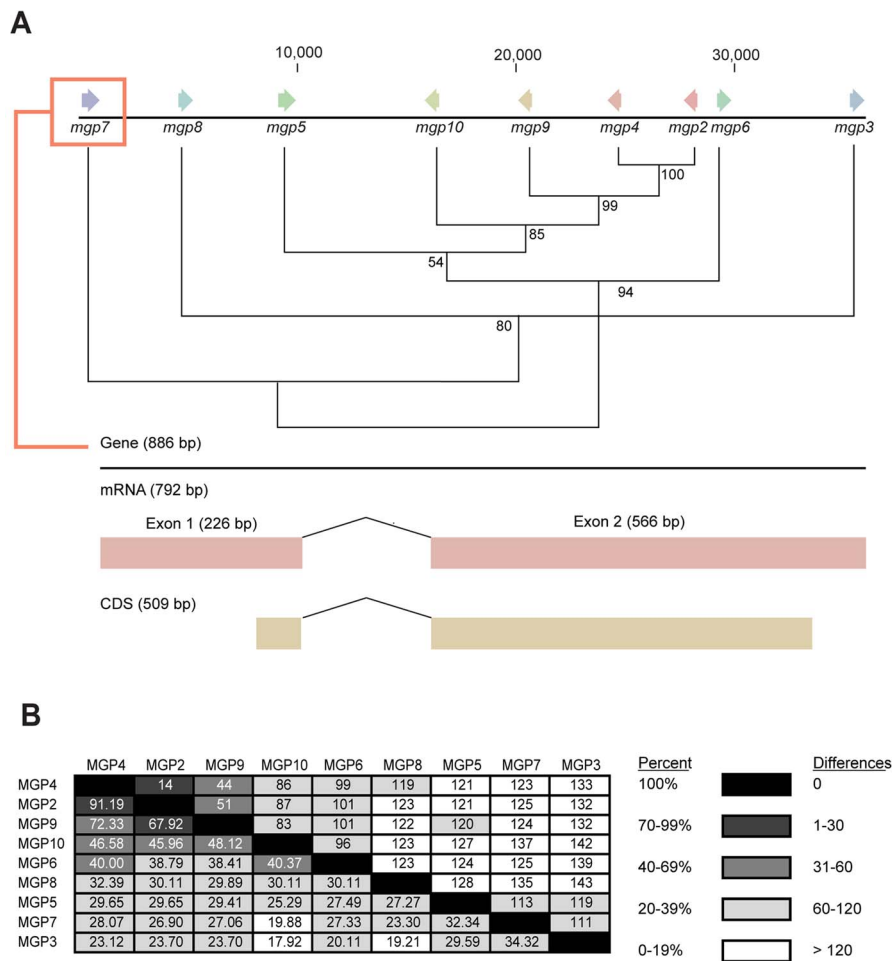 A
10,000 20,000 30,000
mgp7 mgp8 mgp5 mgp10 mgp9 mgp4 mgp2 mgp6 mgp3
100
99
85
54
94
80
Gene (886 bp)
mRNA (792 bp)
Exon 1 (226 bp) Exon 2 (566 bp)
CDS (509 bp)
B
MGP4 MGP2 MGP9 MGP10 MGP6 MGP8 MGP5 MGP7 MGP3
MGP4 14 44 86 99 119 121 123 133
MGP2 91.19 51 87 101 123 121 125 132
MGP9 72.33 67.92 83 101 122 120 124 132
MGP10 46.58 45.96 48.12 96 123 127 137 142
MGP6 40.00 38.79 38.41 40.37 123 124 125 139
MGP8 32.39 30.11 29.89 30.11 30.11 128 135 143
MGP5 29.65 29.65 29.41 25.29 27.49 27.27 113 119
MGP7 28.07 26.90 27.06 19.88 27.33 23.30 32.34 111
MGP3 23.12 23.70 23.70 17.92 20.11 19.21 29.59 34.32
Percent Differences
100% 0
70-99% 1-30
40-69% 31-60
20-39% 60-120
0-19% > 120